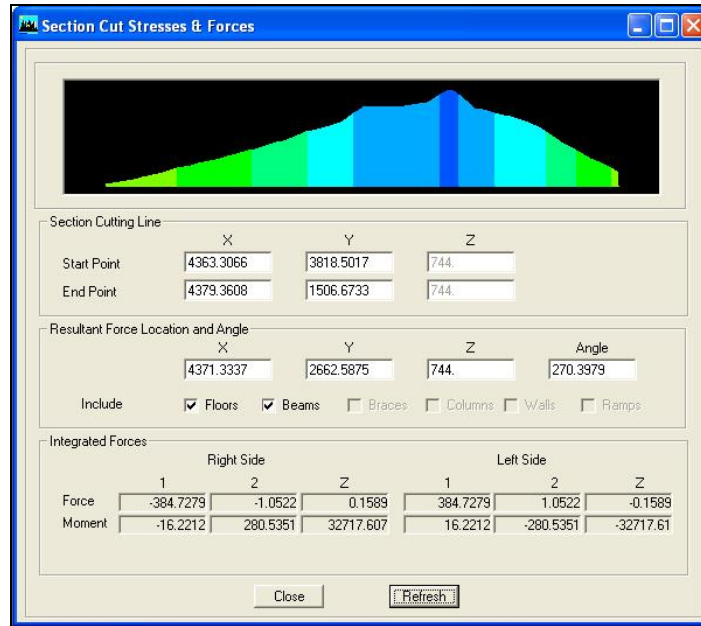 Section Cut Stresses & Forces
Section Cutting Line
X Y Z
Start Point 4363.3066 3818.5017 744.
End Point 4379.3608 1506.6733 744.
Resultant Force Location and Angle
X Y Z Angle
4371.3337 2662.5875 744. 270.3979
Include Floors Beams Braces Columns Walls Ramps
Integrated Forces
Right Side Left Side
1 2 Z 1 2 Z
Force -384.7279 -1.0522 0.1589 384.7279 1.0522 -0.1589
Moment -16.2212 280.5351 32717.607 16.2212 -280.5351 -32717.61
Close Refresh